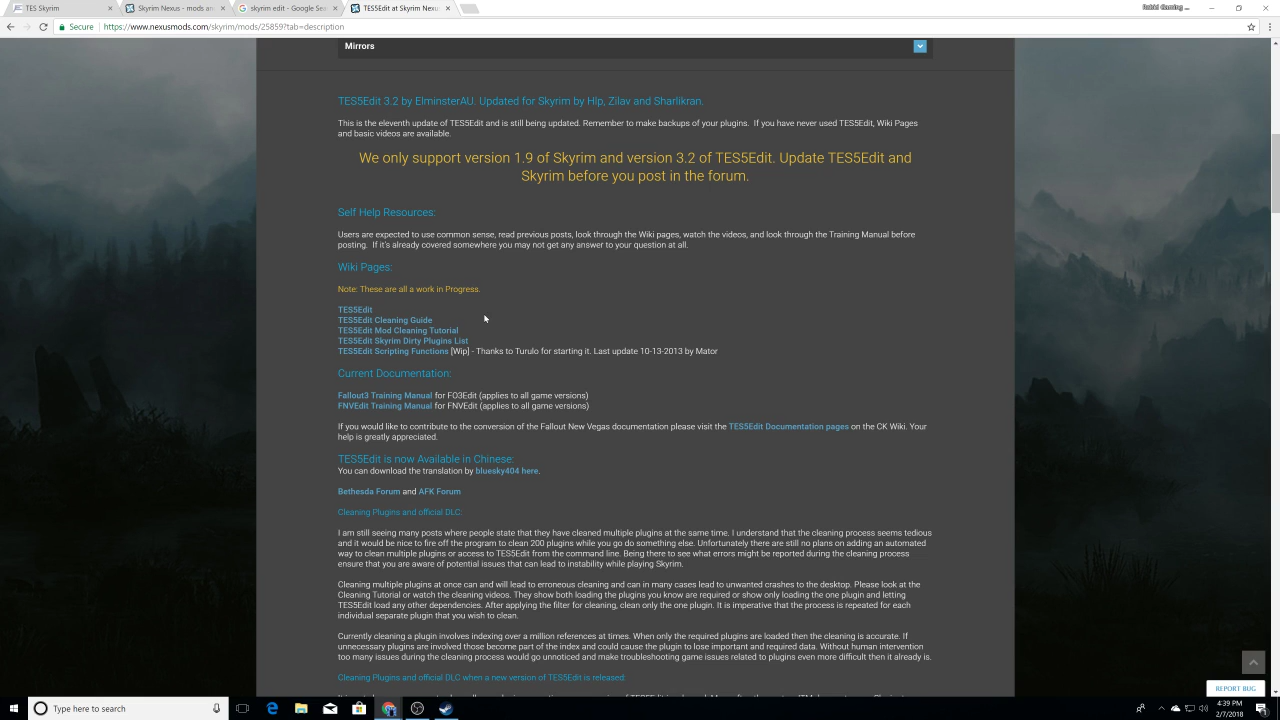 TES Skyrim
Skyrim Nexus - mods and
skyrim edit - Google Sea
TES5Edit at Skyrim Nexus
Secure
https://www.nexusmods.com/skyrim/mods/25859?tab=description
Mirrors
TES5Edit 3.2 by ElminsterAU. Updated for Skyrim by Hlp, Zilav and Sharlikran.
This is the eleventh update of TES5Edit and is still being updated. Remember to make backups of your plugins. If you have never used TES5Edit, Wiki Pages
and basic videos are available.
We only support version 1.9 of Skyrim and version 3.2 of TES5Edit. Update TES5Edit and
Skyrim before you post in the forum.
Self Help Resources:
Users are expected to use common sense, read previous posts, look through the Wiki pages, watch the videos, and look through the Training Manual before
posting. If it's already covered somewhere you may not get any answer to your question at all.
Wiki Pages:
Note: These are all a work in Progress.
TES5Edit
TES5Edit Cleaning Guide
TES5Edit Mod Cleaning Tutorial
TES5Edit Skyrim Dirty Plugins List
TES5Edit Scripting Functions [Wip] - Thanks to Turulo for starting it. Last update 10-13-2013 by Mator
Current Documentation:
Fallout3 Training Manual for FO3Edit (applies to all game versions)
FNVEdit Training Manual for FNVEdit (applies to all game versions)
If you would like to contribute to the conversion of the Fallout New Vegas documentation please visit the TES5Edit Documentation pages on the CK Wiki. Your
help is greatly appreciated.
TES5Edit is now Available in Chinese:
You can download the translation by bluesky404 here.
Bethesda Forum and AFK Forum
Cleaning Plugins and official DLC:
I am still seeing many posts where people state that they have cleaned multiple plugins at the same time. I understand that the cleaning process seems tedious
and it would be nice to fire off the program to clean 200 plugins while you go do something else. Unfortunately there are still no plans on adding an automated
way to clean multiple plugins or access to TES5Edit from the command line. Being there to see what errors might be reported during the cleaning process
ensure that you are aware of potential issues that can lead to instability while playing Skyrim.
Cleaning multiple plugins at once can and will lead to erroneous cleaning and can in many cases lead to unwanted crashes to the desktop. Please look at the
Cleaning Tutorial or watch the cleaning videos. They show both loading the plugins you know are required or show only loading the one plugin and letting
TES5Edit load any other dependencies. After applying the filter for cleaning, clean only the one plugin. It is imperative that the process is repeated for each
individual separate plugin that you wish to clean.
Currently cleaning a plugin involves indexing over a million references at times. When only the required plugins are loaded then the cleaning is accurate. If
unnecessary plugins are involved those become part of the index and could cause the plugin to lose important and required data. Without human intervention
too many issues during the cleaning process would go unnoticed and make troubleshooting game issues related to plugins even more difficult then it already is.
Cleaning Plugins and official DLC when a new version of TES5Edit is released:
REPORT BUG
Type here to search
4:39 PM
2/7/2018